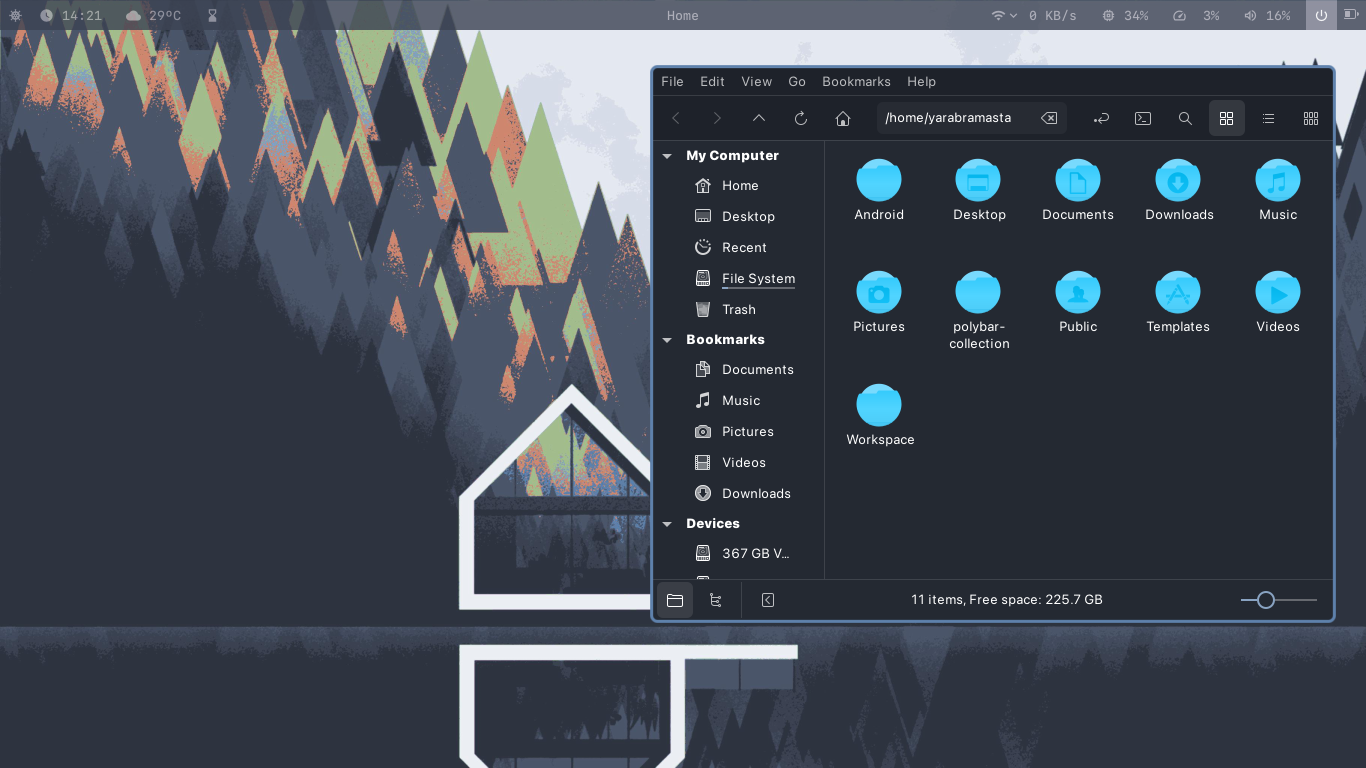 14:21 29ºC Home 0 KB/s 34% 3% 16%
File Edit View Go Bookmarks Help
/home/yarabramasta
My Computer
Home
Desktop
Recent
File System
Trash
Bookmarks
Documents
Music
Pictures
Videos
Downloads
Devices
367 GB V...
Android Desktop Documents Downloads Music
Pictures polybar-collection Public Templates Videos
Workspace
11 items, Free space: 225.7 GB